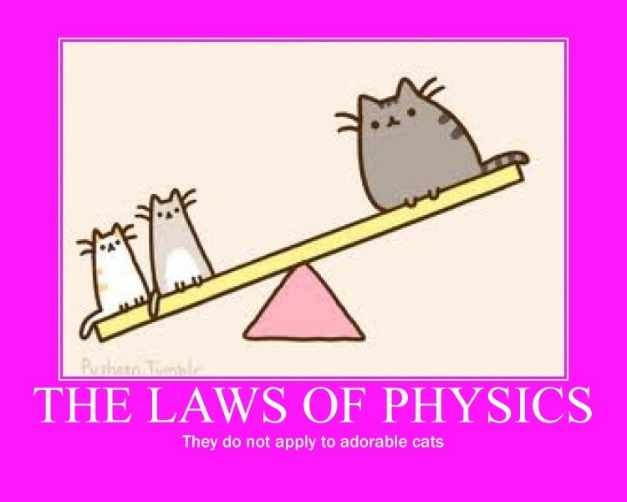 Pusheen.Tumblr
THE LAWS OF PHYSICS
They do not apply to adorable cats